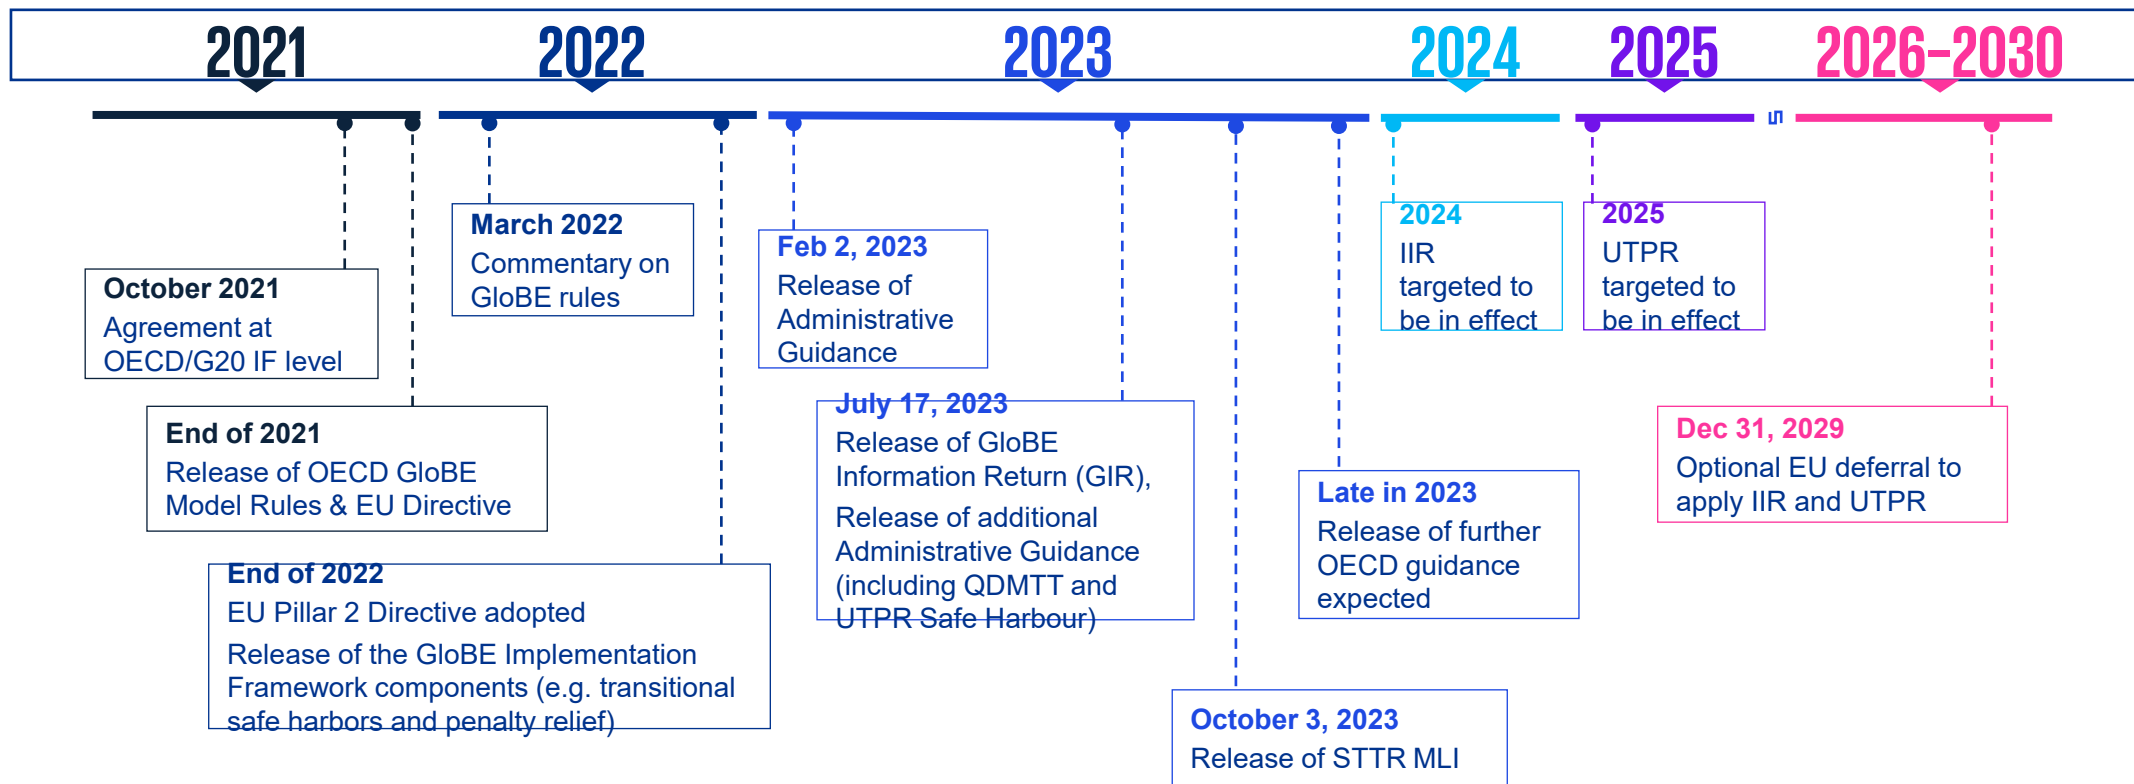 2021
2022
2023
2024
2025
2026–2030
October 2021
Agreement at
OECD/G20 IF level
End of 2021
Release of OECD GloBE
Model Rules & EU Directive
March 2022
Commentary on
GloBE rules
End of 2022
EU Pillar 2 Directive adopted
Release of the GloBE Implementation
Framework components (e.g. transitional
safe harbors and penalty relief)
Feb 2, 2023
Release of
Administrative
Guidance
July 17, 2023
Release of GloBE
Information Return (GIR),
Release of additional
Administrative Guidance
(including QDMTT and
UTPR Safe Harbour)
October 3, 2023
Release of STTR MLI
Late in 2023
Release of further
OECD guidance
expected
2024
IIR
targeted to
be in effect
2025
UTPR
targeted to
be in effect
Dec 31, 2029
Optional EU deferral to
apply IIR and UTPR